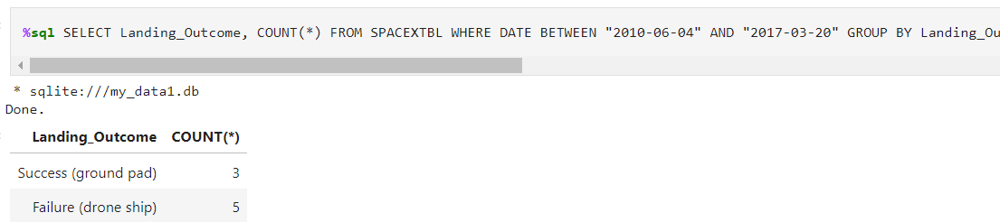 %sql SELECT Landing_Outcome, COUNT(*) FROM SPACEXTBL WHERE DATE BETWEEN "2010-06-04" AND "2017-03-20" GROUP BY Landing_Ou
* sqlite:///my_data1.db
Done.
Landing_Outcome COUNT(*)
Success (ground pad) 3
Failure (drone ship) 5